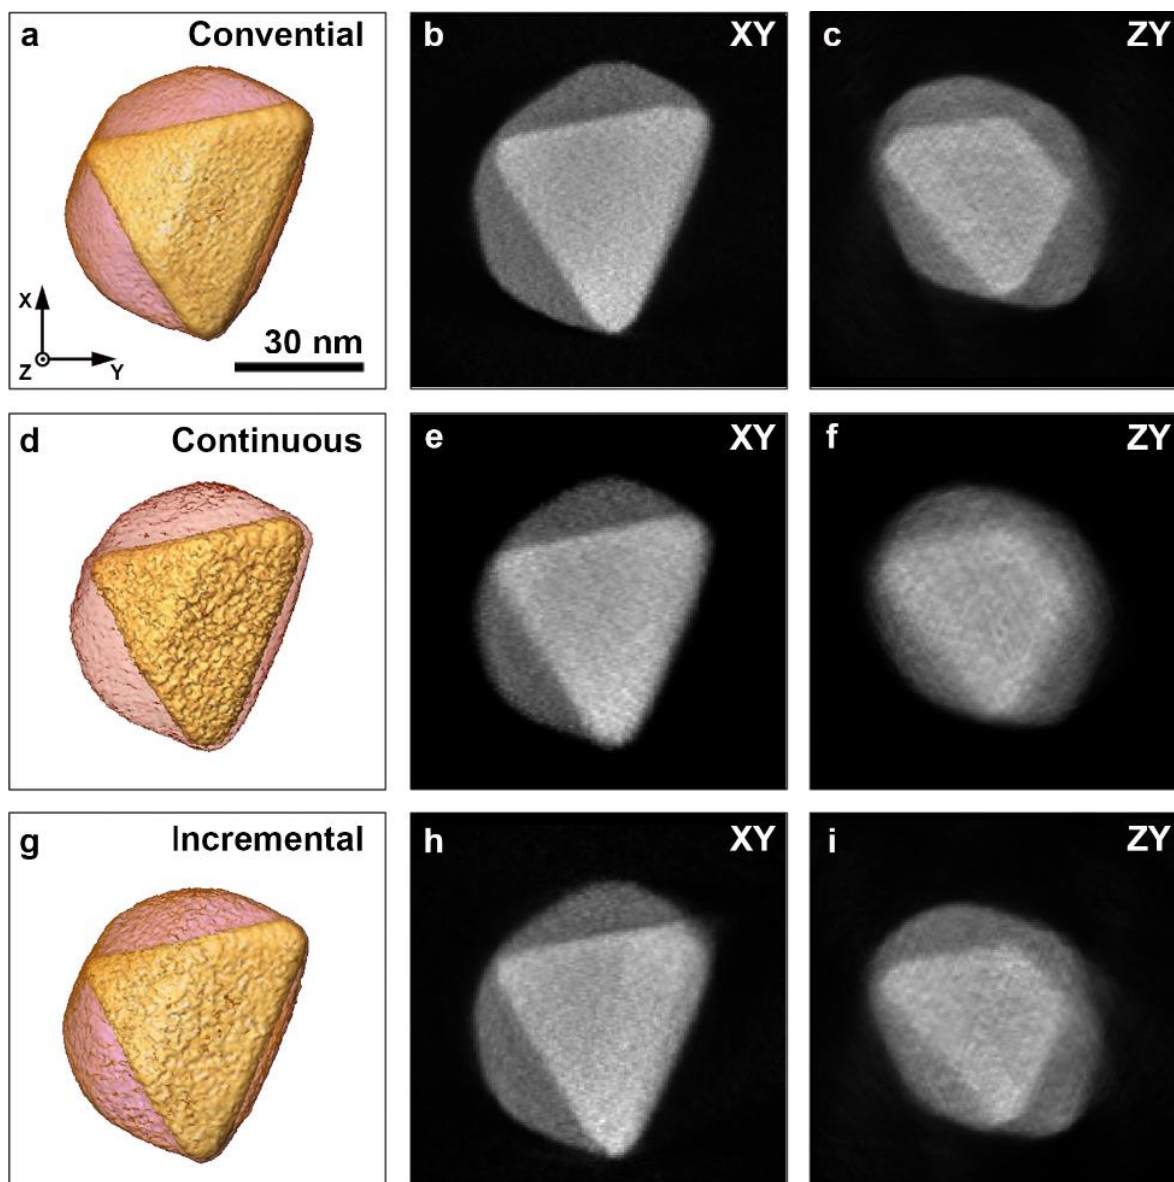 a Convential
b XY
c ZY
X
Z Y
30 nm
d Continuous
e XY
f ZY
g Incremental
h XY
i ZY